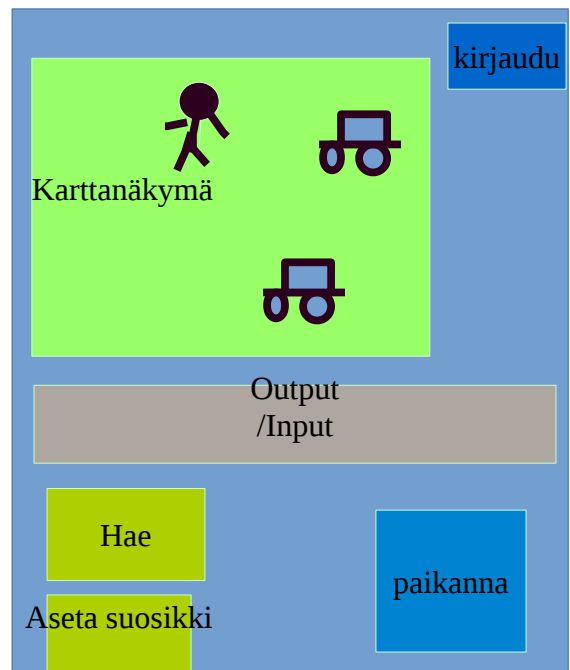 kirjaudu
Karttanäkymä
Output
/Input
Hae
paikanna
Aseta suosikki